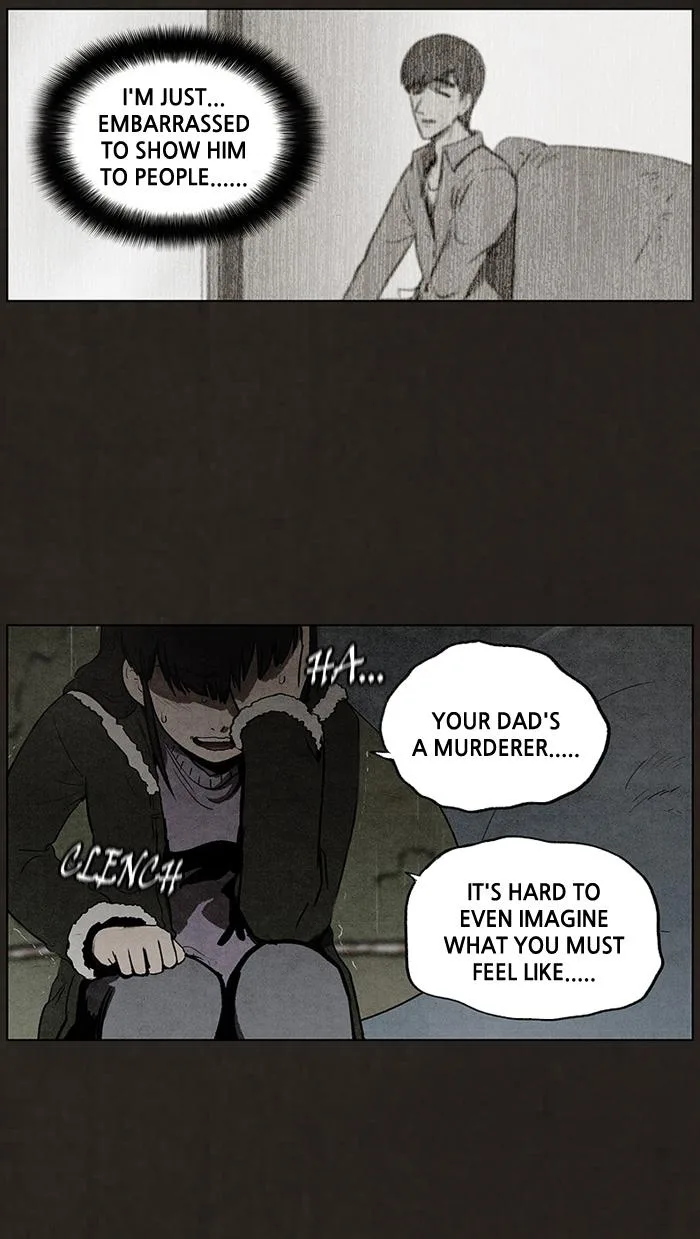 I'M JUST...
EMBARRASSED
TO SHOW HIM
TO PEOPLE......
HA...
YOUR DAD'S
A MURDERER.....
CLENCH
IT'S HARD TO
EVEN IMAGINE
WHAT YOU MUST
FEEL LIKE.....